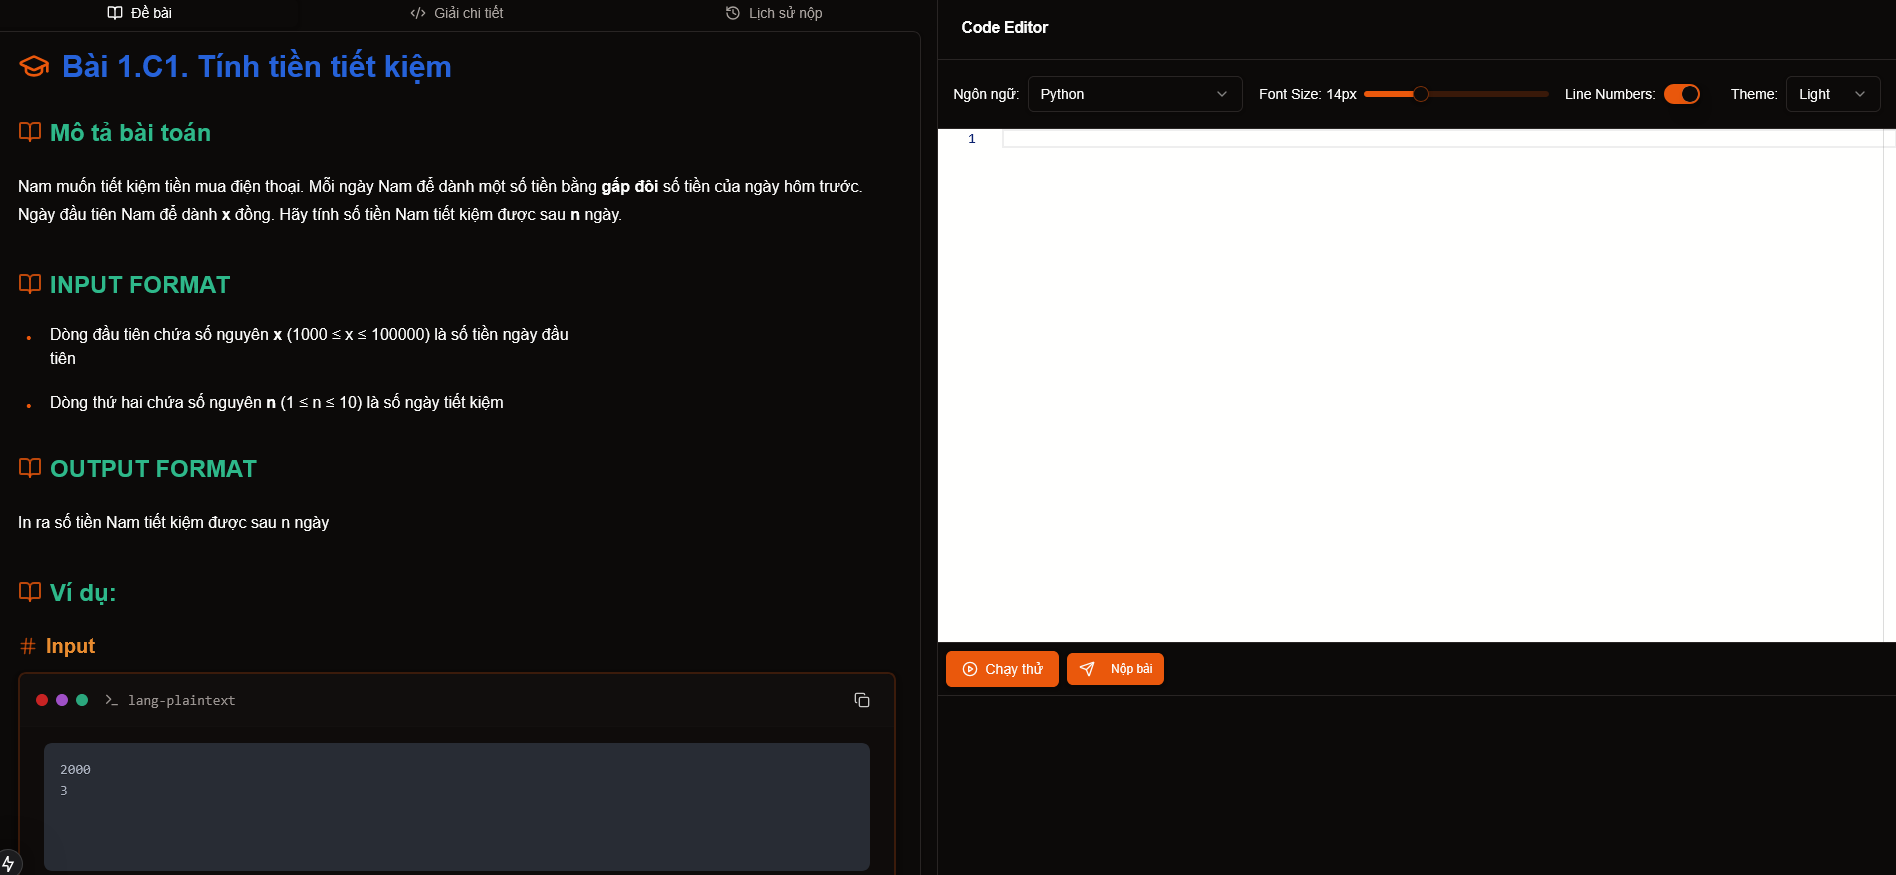 Đề bài
Giải chi tiết
Lịch sử nộp
Bài 1.C1. Tính tiền tiết kiệm
Mô tả bài toán
Nam muốn tiết kiệm tiền mua điện thoại. Mỗi ngày Nam để dành một số tiền bằng gấp đôi số tiền của ngày hôm trước.
Ngày đầu tiên Nam để dành x đồng. Hãy tính số tiền Nam tiết kiệm được sau n ngày.
INPUT FORMAT
Dòng đầu tiên chứa số nguyên x (1000 ≤ x ≤ 100000) là số tiền ngày đầu
tiên
Dòng thứ hai chứa số nguyên n (1 ≤ n ≤ 10) là số ngày tiết kiệm
OUTPUT FORMAT
In ra số tiền Nam tiết kiệm được sau n ngày
Ví dụ:
Input
lang-plaintext
2000
3
Code Editor
Ngôn ngữ: Python
Font Size: 14px
Line Numbers:
Theme: Light
1
Chạy thử
Nộp bài